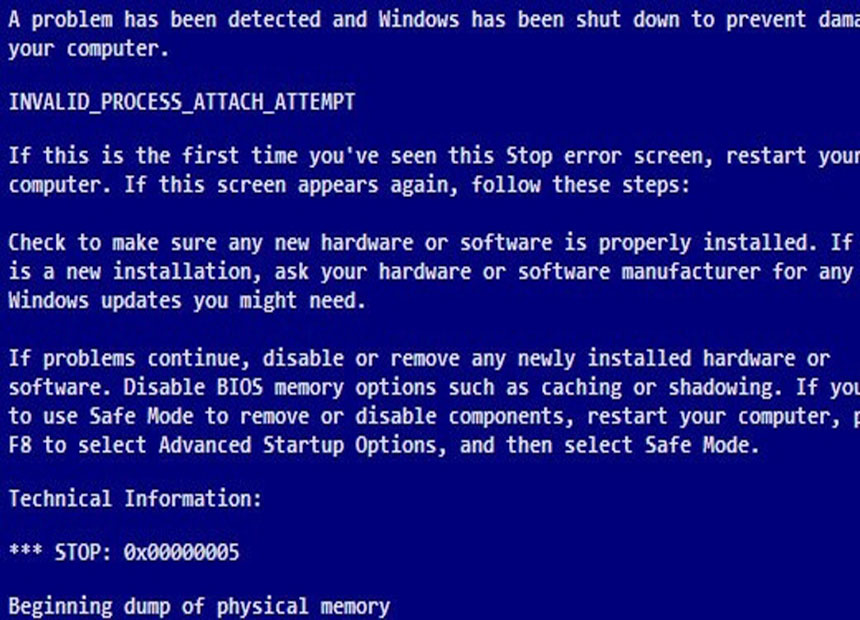 A problem has been detected and Windows has been shut down to prevent
your computer.
INVALID_PROCESS_ATTACH_ATTEMPT
If this is the first time you've seen this Stop error screen, restart your
computer. If this screen appears again, follow these steps:
Check to make sure any new hardware or software is properly installed. If
is a new installation, ask your hardware or software manufacturer for any
Windows updates you might need.
If problems continue, disable or remove any newly installed hardware or
software. Disable BIOS memory options such as caching or shadowing. If you
to use Safe Mode to remove or disable components, restart your computer,
F8 to select Advanced Startup Options, and then select Safe Mode.
Technical Information:
*** STOP: 0x00000005
Beginning dump of physical memory